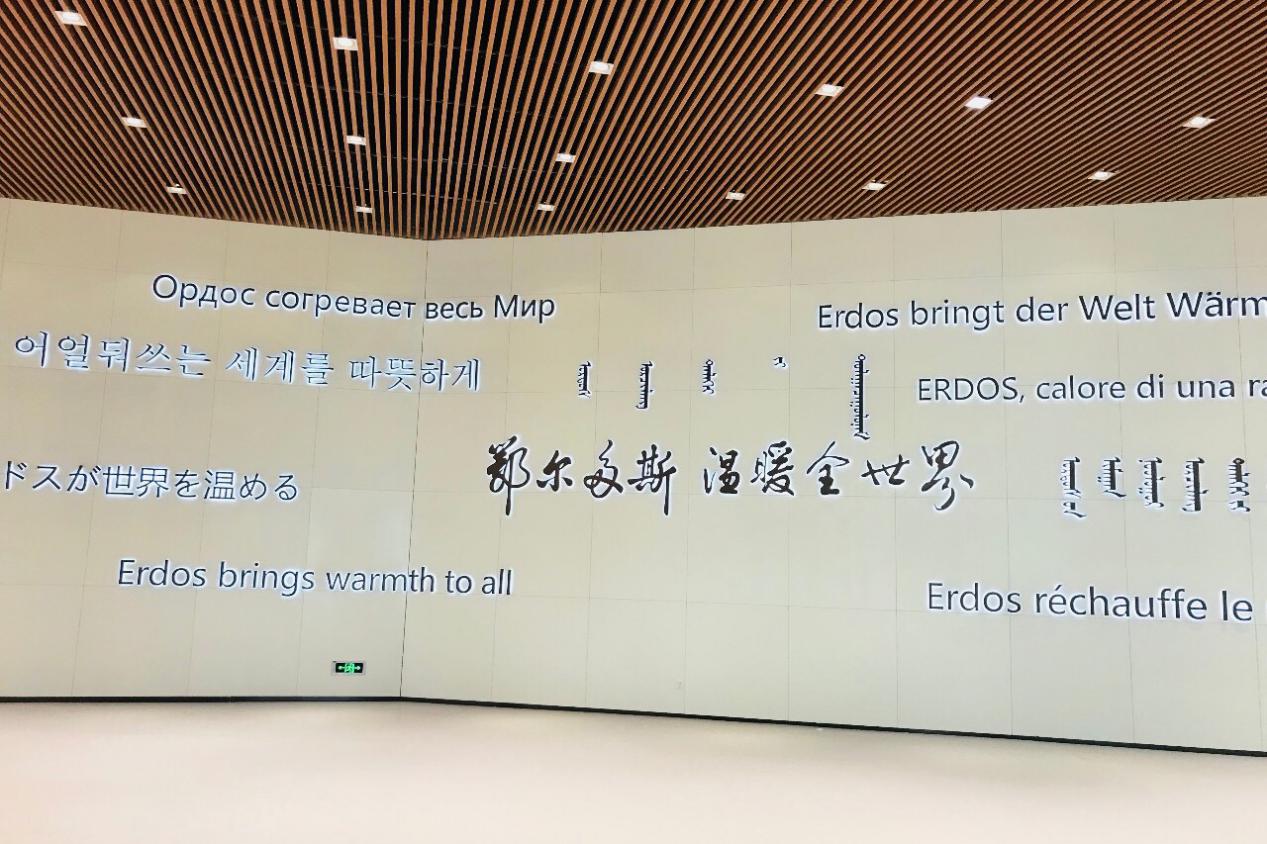 Ордос согревает весь Мир
Erdos bringt der Welt Wärm
어얼둬쓰는 세계를 따뜻하게
ERDOS, calore di una ra
鄂尔多斯 温暖全世界
ドスが世界を温める
Erdos brings warmth to all
Erdos réchauffe le